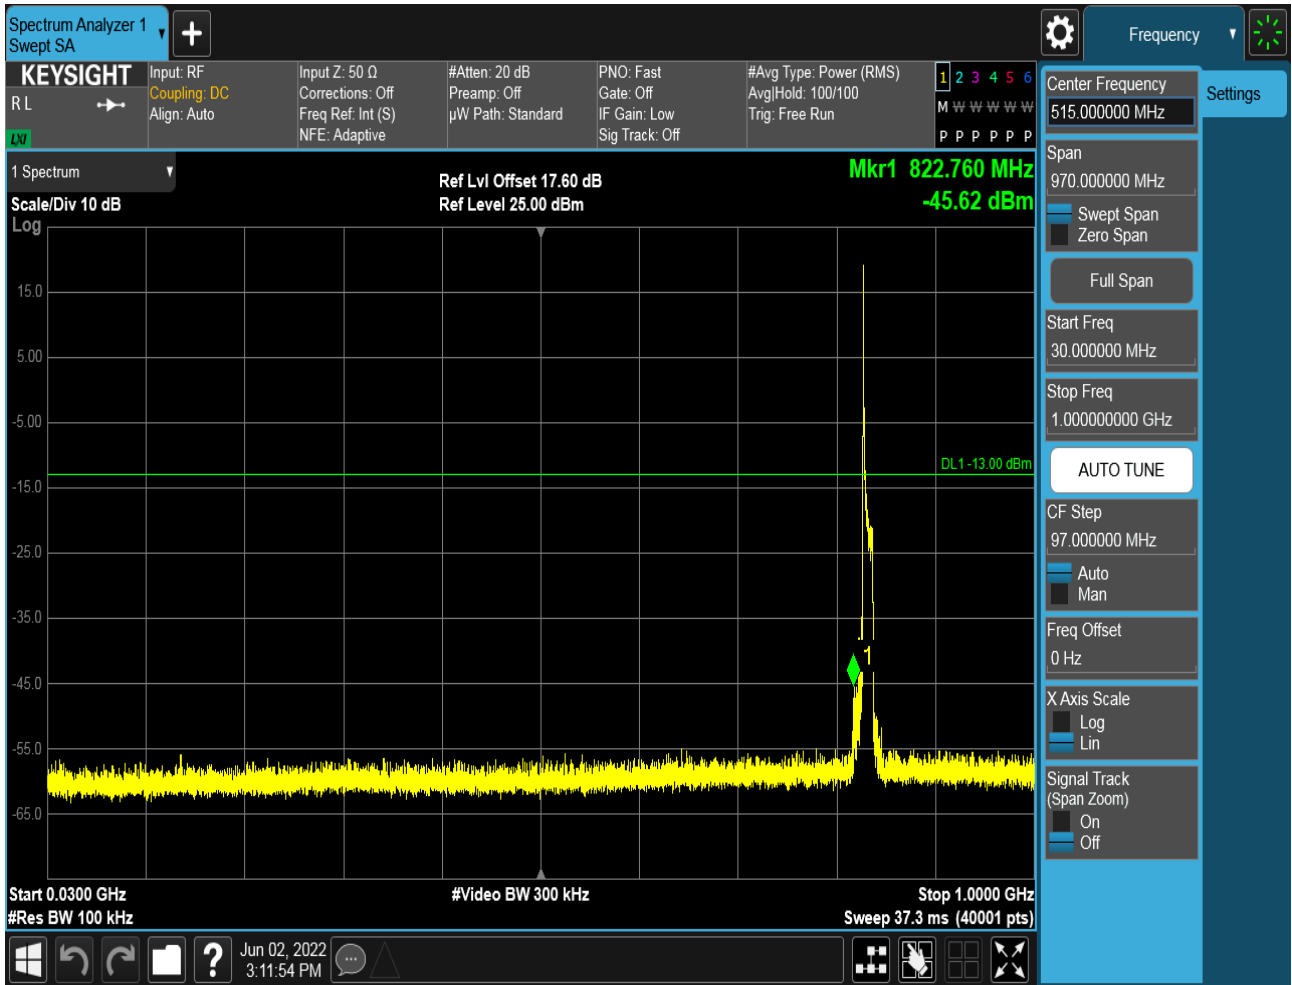 Spectrum Analyzer 1
Swept SA
Frequency
KEYSIGHT
R L
LXI
Input: RF
Coupling: DC
Align: Auto
Input Z: 50 Ω
Corrections: Off
Freq Ref: Int (S)
NFE: Adaptive
#Atten: 20 dB
Preamp: Off
µW Path: Standard
PNO: Fast
Gate: Off
IF Gain: Low
Sig Track: Off
#Avg Type: Power (RMS)
Avg|Hold: 100/100
Trig: Free Run
1 2 3 4 5 6
M W W W W W
P P P P P P
1 Spectrum
Scale/Div 10 dB
Log
Ref Lvl Offset 17.60 dB
Ref Level 25.00 dBm
Mkr1 822.760 MHz
-45.62 dBm
15.0
5.00
-5.00
-15.0
-25.0
-35.0
-45.0
-55.0
-65.0
DL1 -13.00 dBm
1
Start 0.0300 GHz
#Res BW 100 kHz
#Video BW 300 kHz
Stop 1.0000 GHz
Sweep 37.3 ms (40001 pts)
Jun 02, 2022
3:11:54 PM
Center Frequency
515.000000 MHz
Span
970.000000 MHz
Swept Span
Zero Span
Full Span
Start Freq
30.000000 MHz
Stop Freq
1.000000000 GHz
AUTO TUNE
CF Step
97.000000 MHz
Auto
Man
Freq Offset
0 Hz
X Axis Scale
Log
Lin
Signal Track
(Span Zoom)
On
Off
Settings